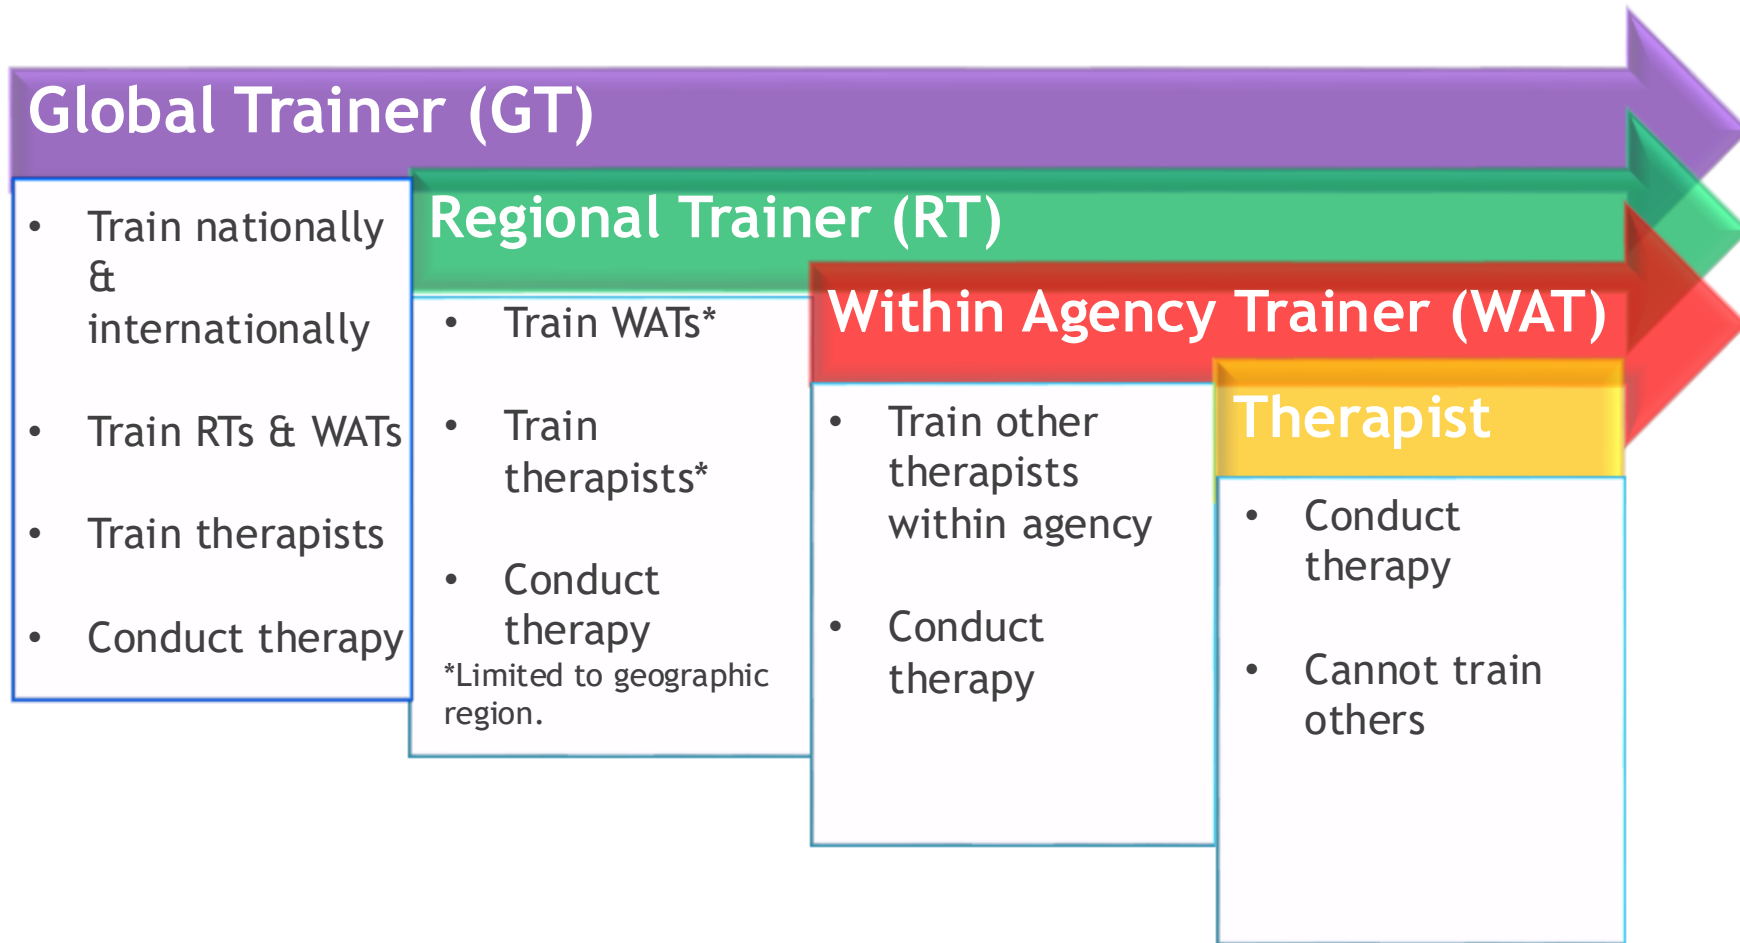 Global Trainer (GT)
• Train nationally
&
internationally
• Train RTs & WATs
• Train therapists
• Conduct therapy
Regional Trainer (RT)
• Train WATs*
• Train
therapists*
• Conduct
therapy
*Limited to geographic
region.
Within Agency Trainer (WAT)
• Train other
therapists
within agency
• Conduct
therapy
Therapist
• Conduct
therapy
• Cannot train
others